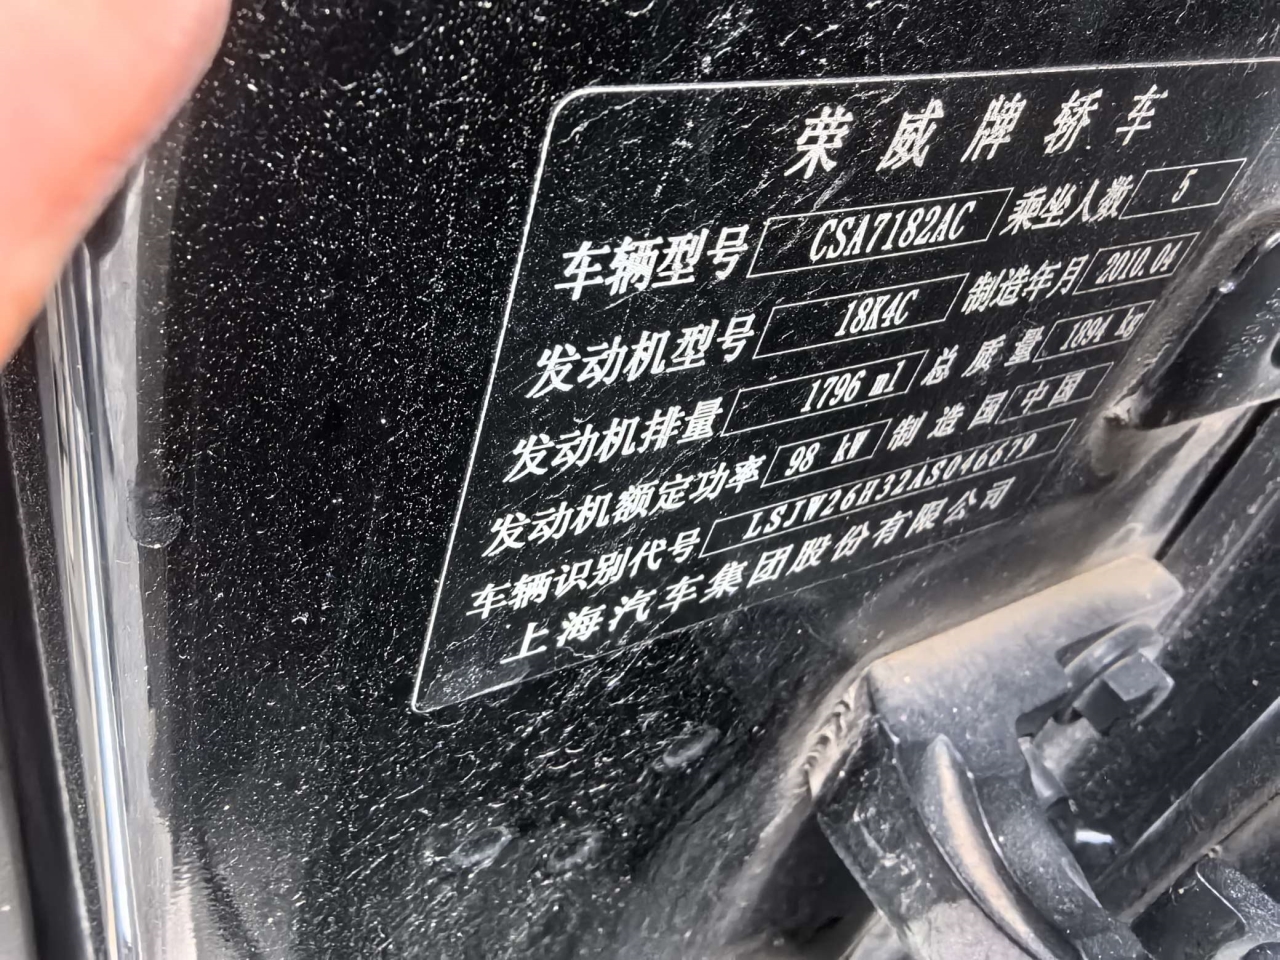 荣威牌轿车
车辆型号 CSA7182AC 乘坐人数 5
发动机型号 18K4C 制造年月 2010.04
发动机排量 1796 ml 总质量 1894 kg
发动机额定功率 98 kW 制造国 中国
车辆识别代号 LSJW26H32AS046679
上海汽车集团股份有限公司